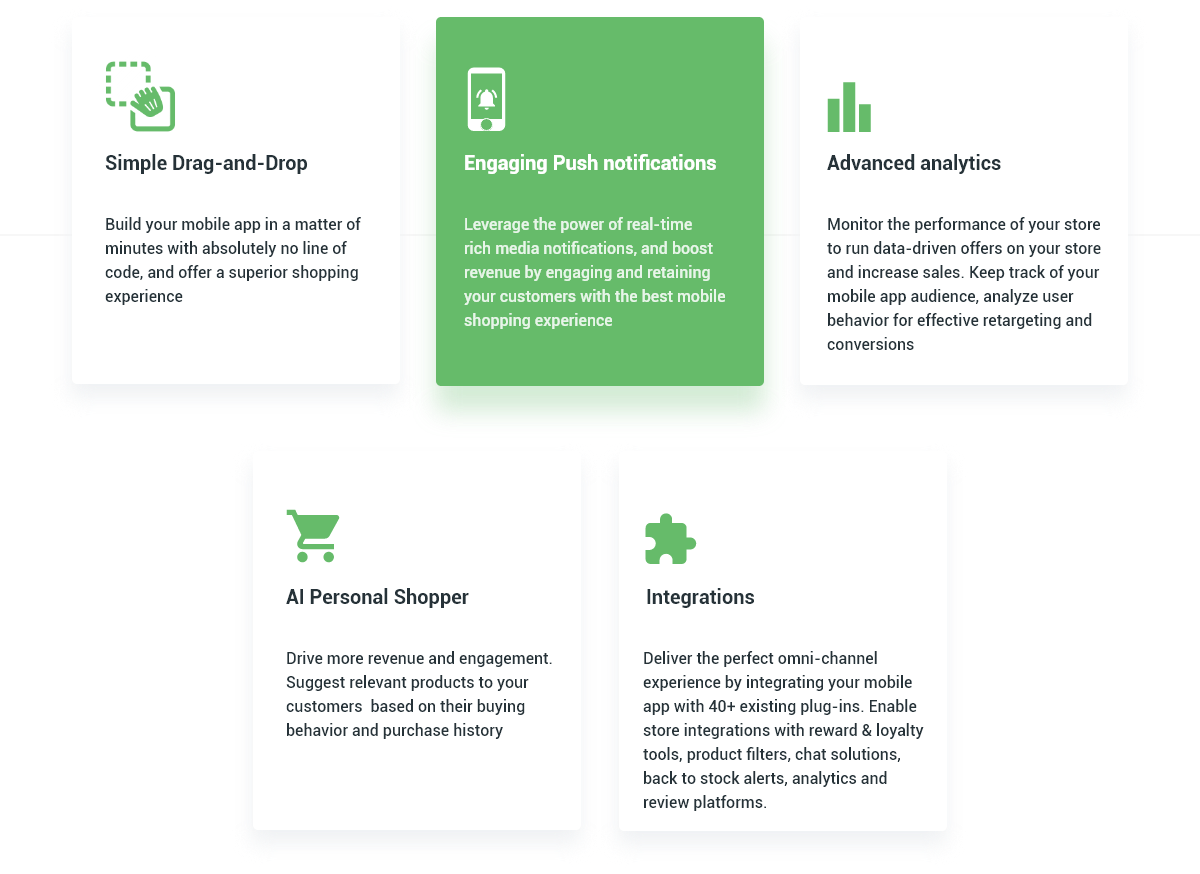 Simple Drag-and-Drop
Build your mobile app in a matter of
minutes with absolutely no line of
code, and offer a superior shopping
experience
Engaging Push notifications
Leverage the power of real-time
rich media notifications, and boost
revenue by engaging and retaining
your customers with the best mobile
shopping experience
Advanced analytics
Monitor the performance of your store
to run data-driven offers on your store
and increase sales. Keep track of your
mobile app audience, analyze user
behavior for effective retargeting and
conversions
AI Personal Shopper
Drive more revenue and engagement.
Suggest relevant products to your
customers  based on their buying
behavior and purchase history
Integrations
Deliver the perfect omni-channel
experience by integrating your mobile
app with 40+ existing plug-ins. Enable
store integrations with reward & loyalty
tools, product filters, chat solutions,
back to stock alerts, analytics and
review platforms.